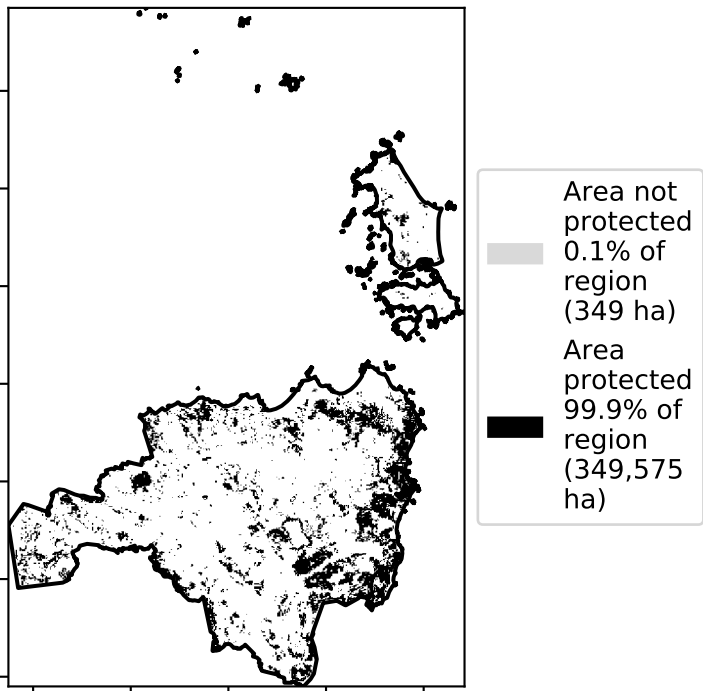 Area not
protected
0.1% of
region
(349 ha)
Area
protected
99.9% of
region
(349,575
ha)